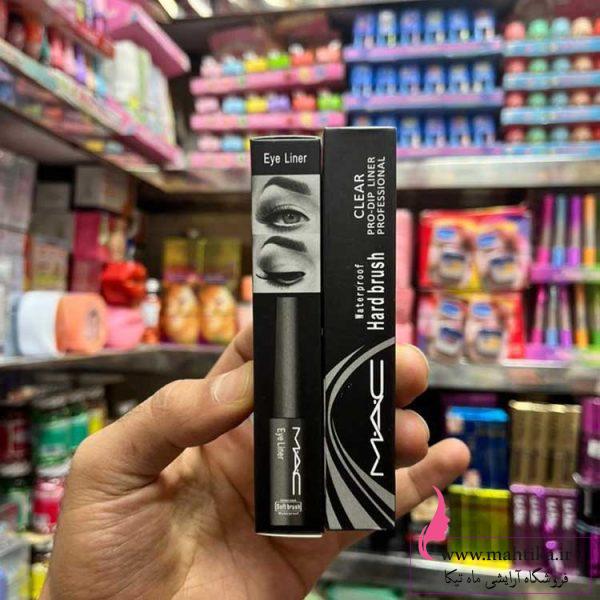 Eye Liner
MAC
Eye Liner
Soft brush
CLEAR
PRO-DIP LINER
PROFESSIONAL
Waterproof
Hard brush
MAC
www.mahtika.ir
فروشگاه آرایشی ماه تیکا